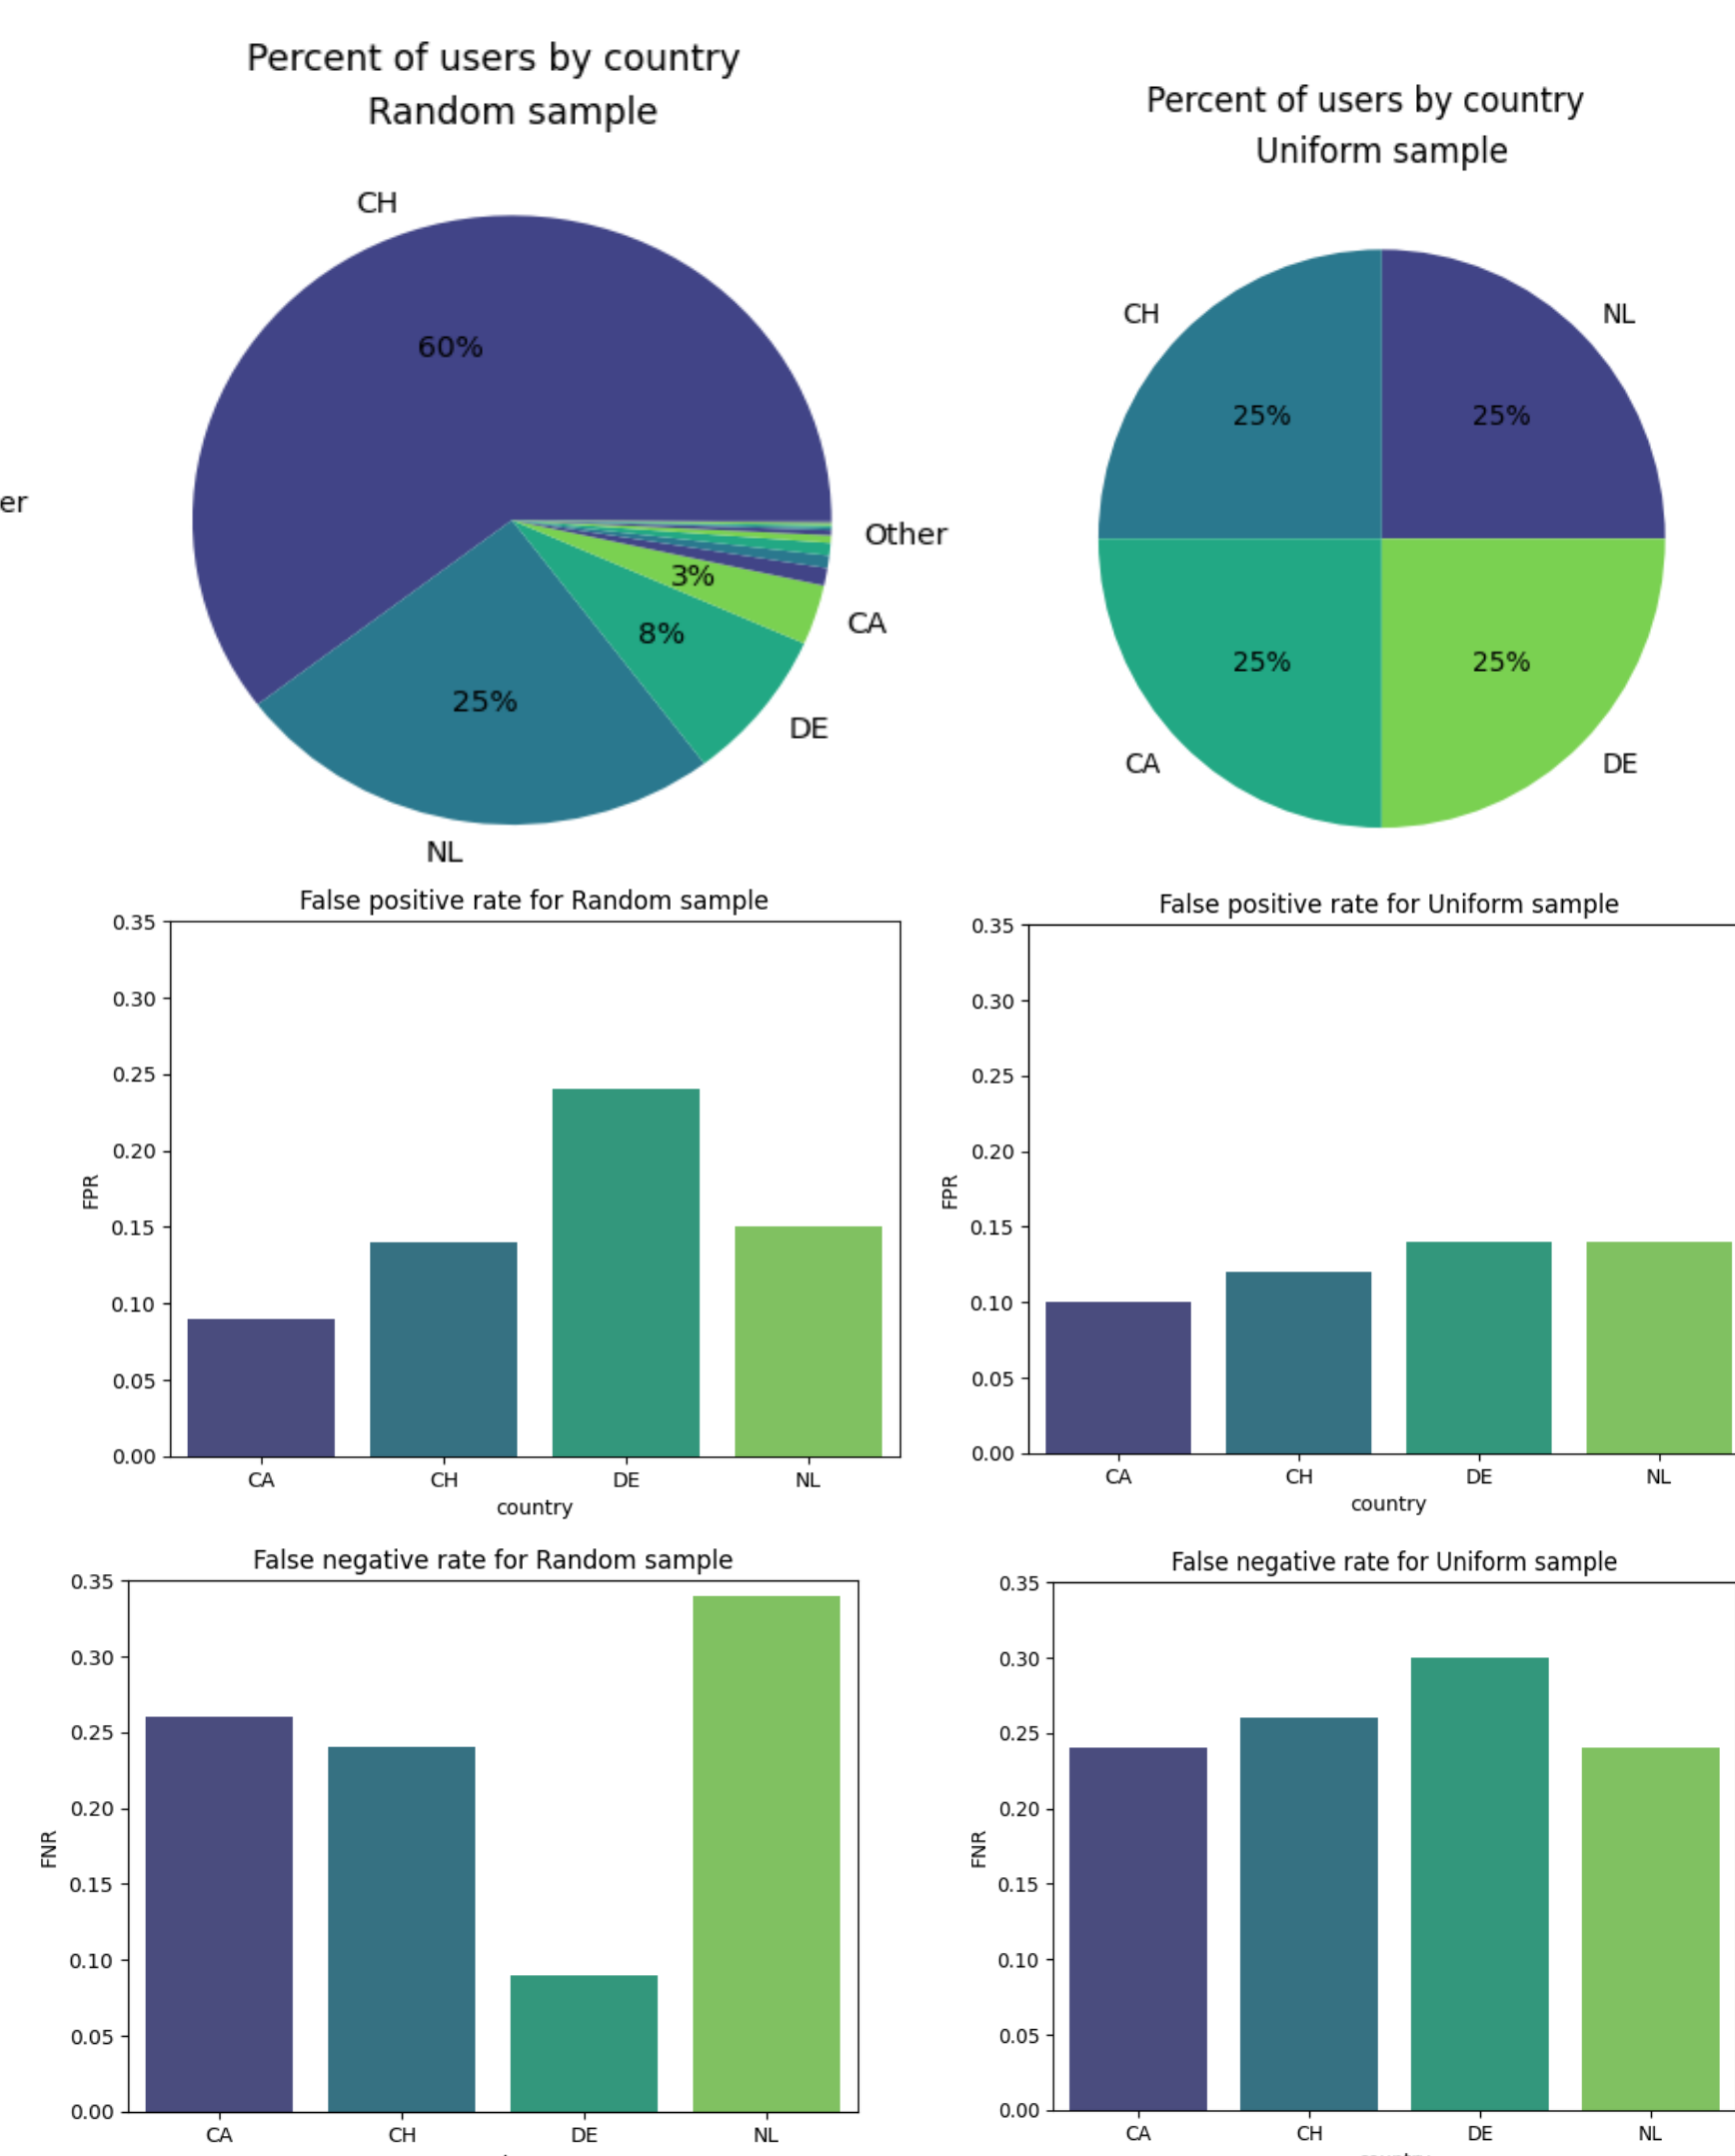 Percent of users by country
Random sample
CH
60%
er
Other
3%
CA
8%
DE
25%
NL
Percent of users by country
Uniform sample
CH
NL
25%
25%
25%
25%
CA
DE
False positive rate for Random sample
0.35
0.30
0.25
0.20
0.15
0.10
0.05
0.00
FPR
CA CH DE NL
country
False positive rate for Uniform sample
0.35
0.30
0.25
0.20
0.15
0.10
0.05
0.00
FPR
CA CH DE NL
country
False negative rate for Random sample
0.35
0.30
0.25
0.20
0.15
0.10
0.05
0.00
FNR
CA CH DE NL
False negative rate for Uniform sample
0.35
0.30
0.25
0.20
0.15
0.10
0.05
0.00
FNR
CA CH DE NL